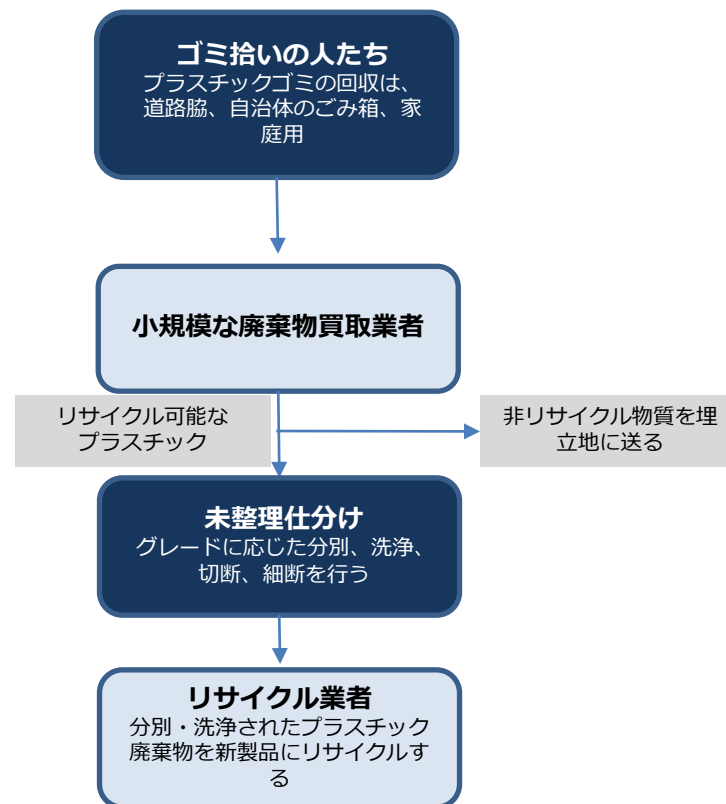 ゴミ拾いの人たち
プラスチックゴミの回収は、
道路脇、自治体のごみ箱、家
庭用
小規模な廃棄物買取業者
リサイクル可能な
プラスチック
非リサイクル物質を埋
立地に送る
未整理仕分け
グレードに応じた分別、洗浄、
切断、細断を行う
リサイクル業者
分別・洗浄されたプラスチック
廃棄物を新製品にリサイクルす
る